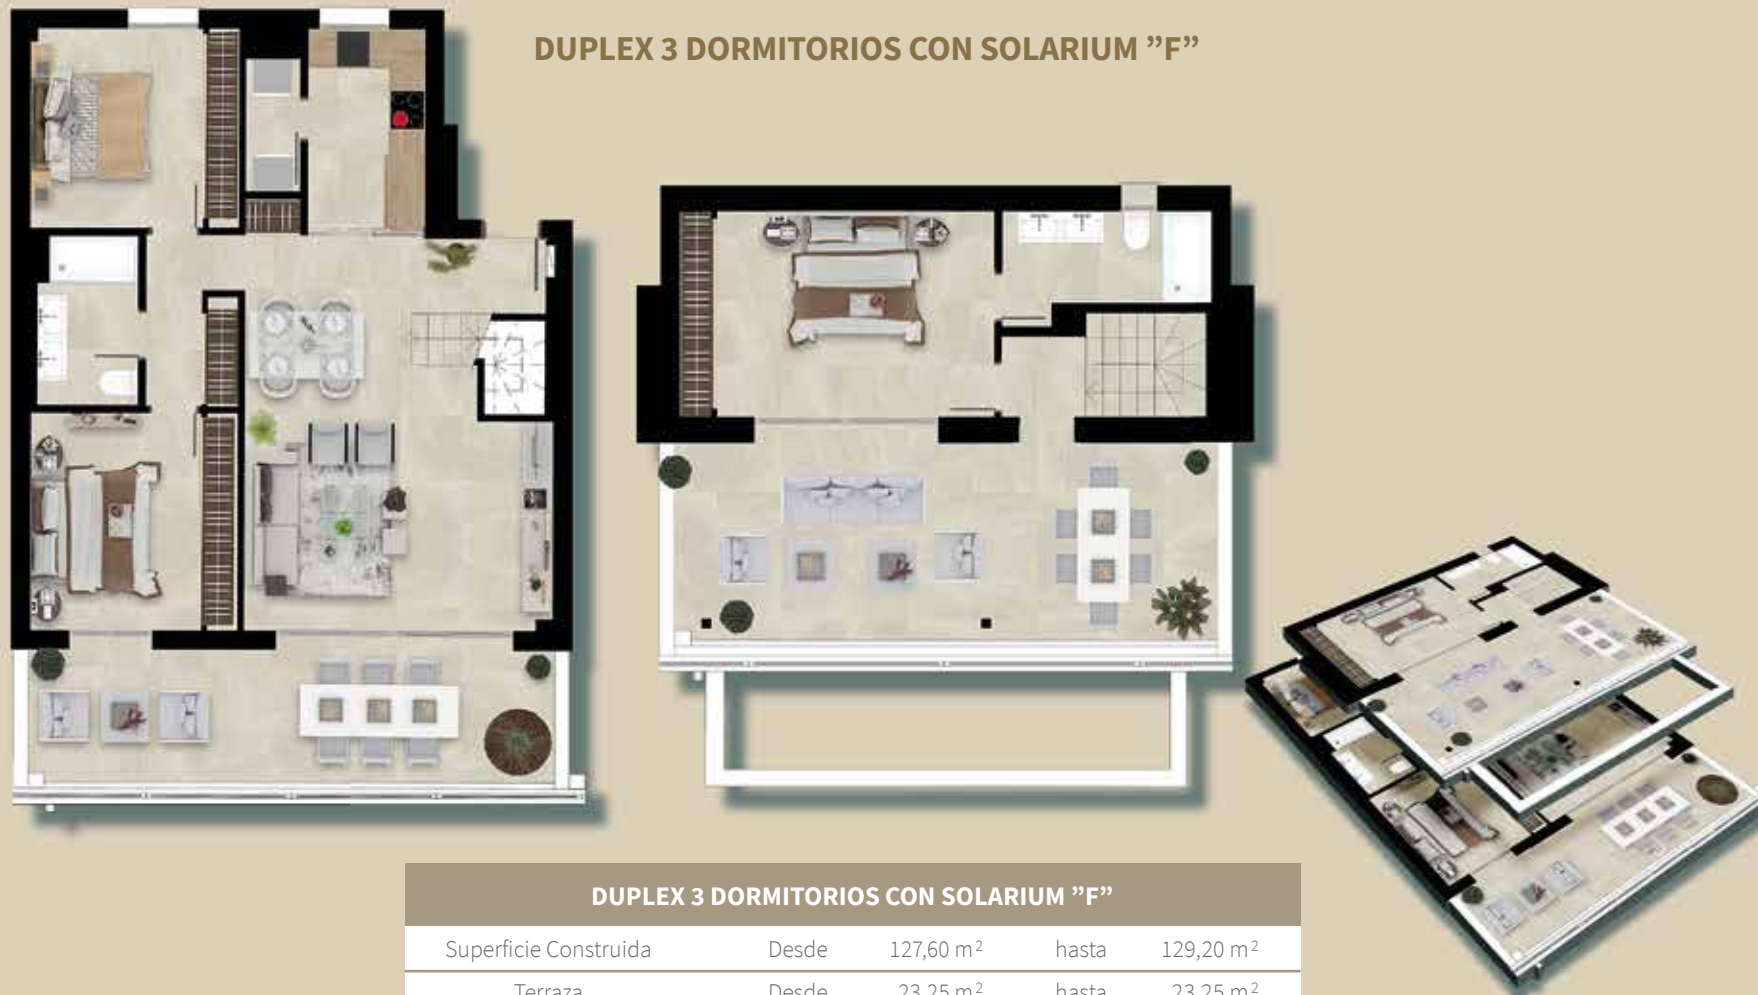 DUPLEX 3 DORMITORIOS CON SOLARIUM ”F”
DUPLEX 3 DORMITORIOS CON SOLARIUM ”F”
Superficie Construida Desde 127,60 m² hasta 129,20 m²
Terraza Desde 23,25 m² hasta 23,25 m²